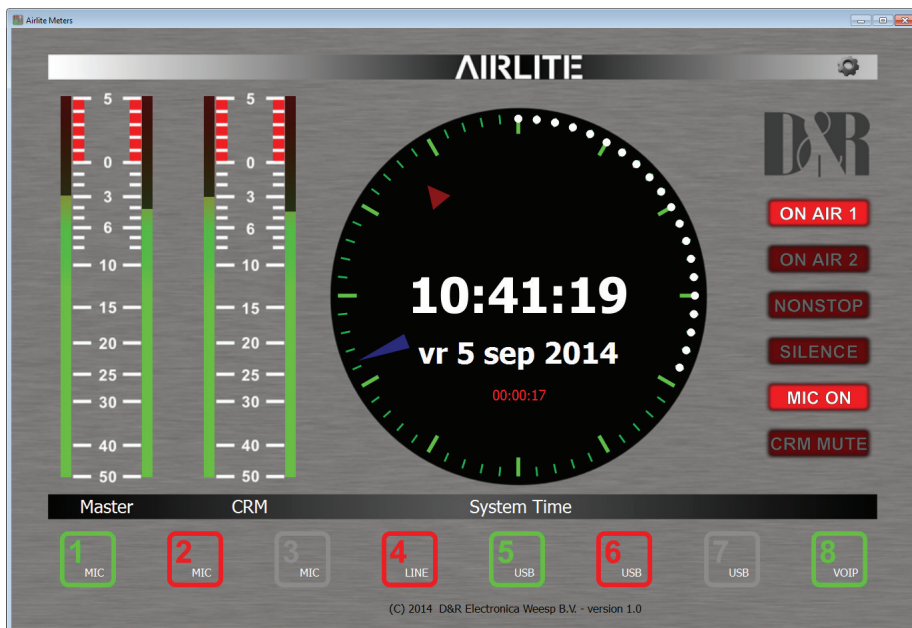 Airlite Meters
AIRLITE
5 5
0 0
3 3
6 6
10 10
15 15
20 20
25 25
30 30
40 40
50 50
D&R
ON AIR 1
ON AIR 2
NONSTOP
SILENCE
MIC ON
CRM MUTE
10:41:19
vr 5 sep 2014
00:00:17
Master CRM System Time
1 MIC
2 MIC
3 MIC
4 LINE
5 USB
6 USB
7 USB
8 VOIP
(C) 2014 D&R Electronica Weesp B.V. - version 1.0